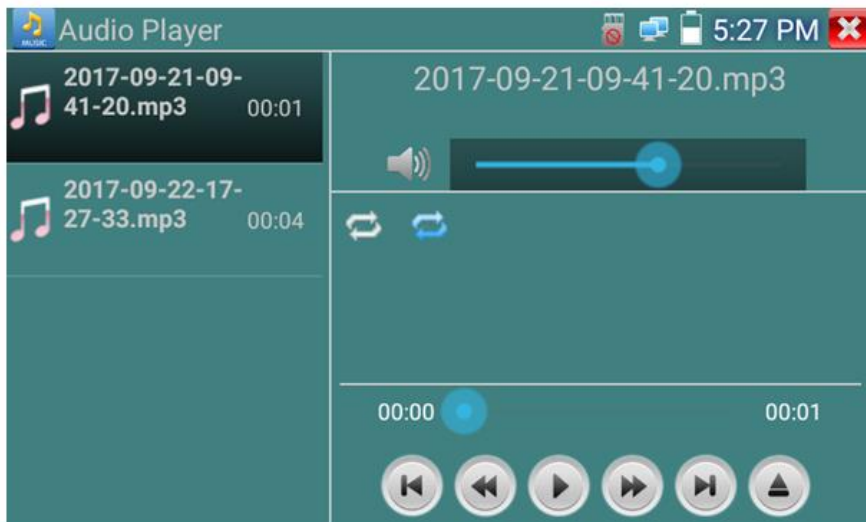 MUSIC
Audio Player
5:27 PM
2017-09-21-09-
41-20.mp3
00:01
2017-09-22-17-
27-33.mp3
00:04
2017-09-21-09-41-20.mp3
00:00
00:01